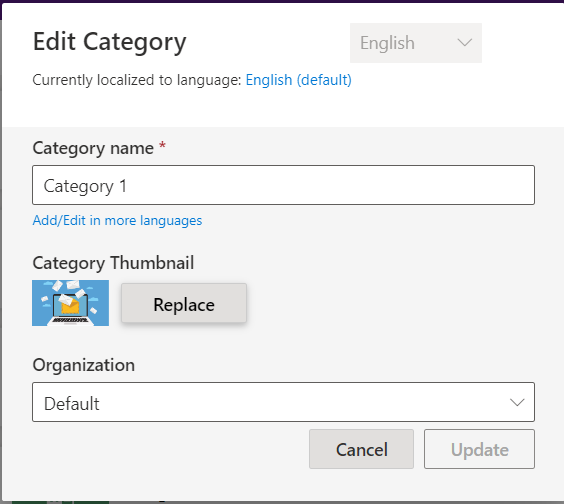 Edit Category
English
Currently localized to language: English (default)
Category name *
Category 1
Add/Edit in more languages
Category Thumbnail
Replace
Organization
Default
Cancel
Update